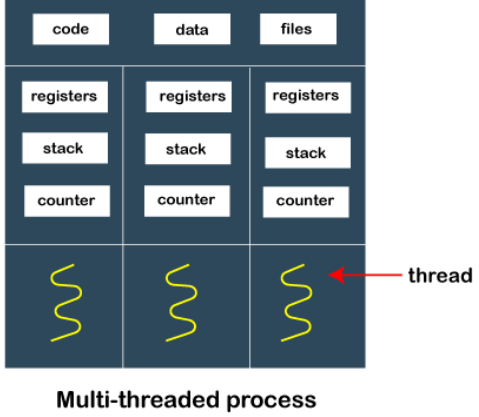 code data files
registers registers registers
stack stack stack
counter counter counter
thread
Multi-threaded process